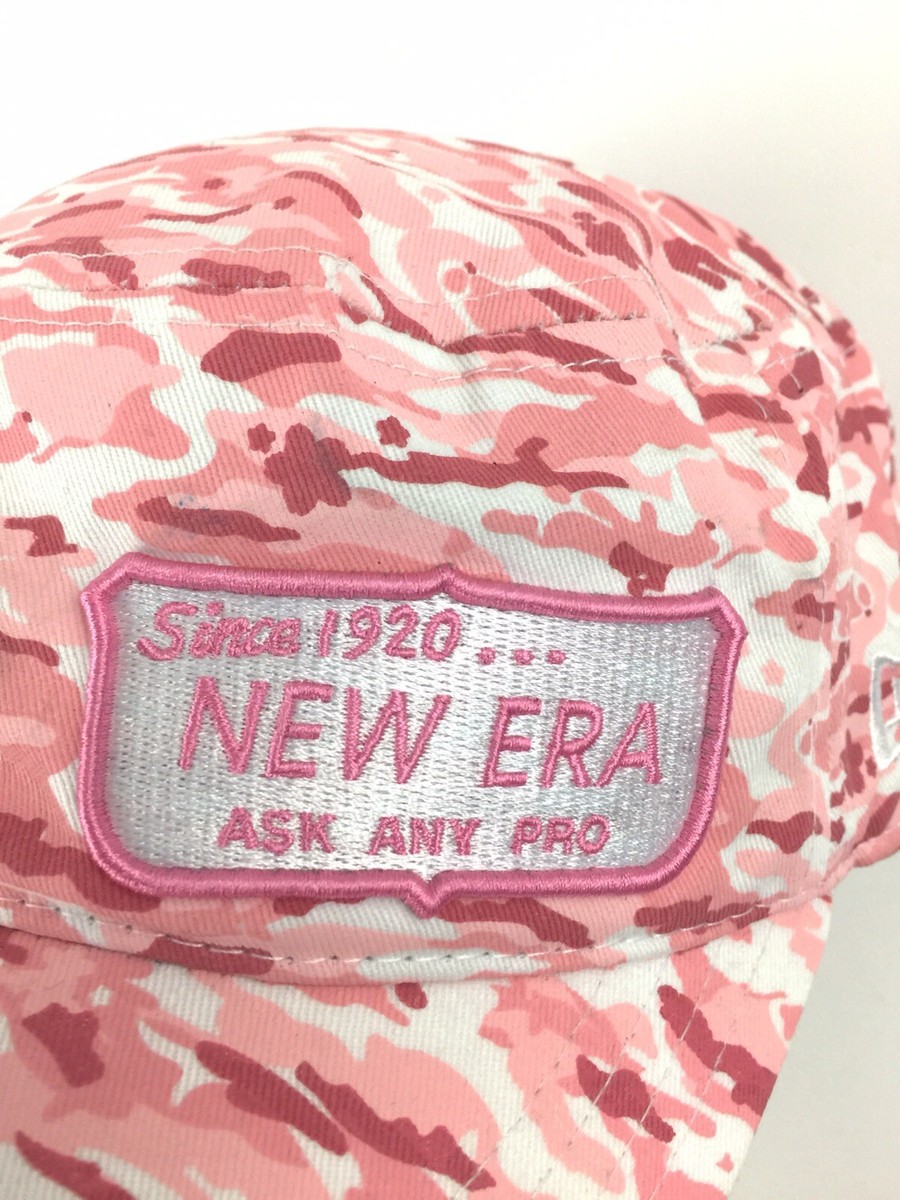 Since 1920...
NEW ERA
ASK ANY PRO